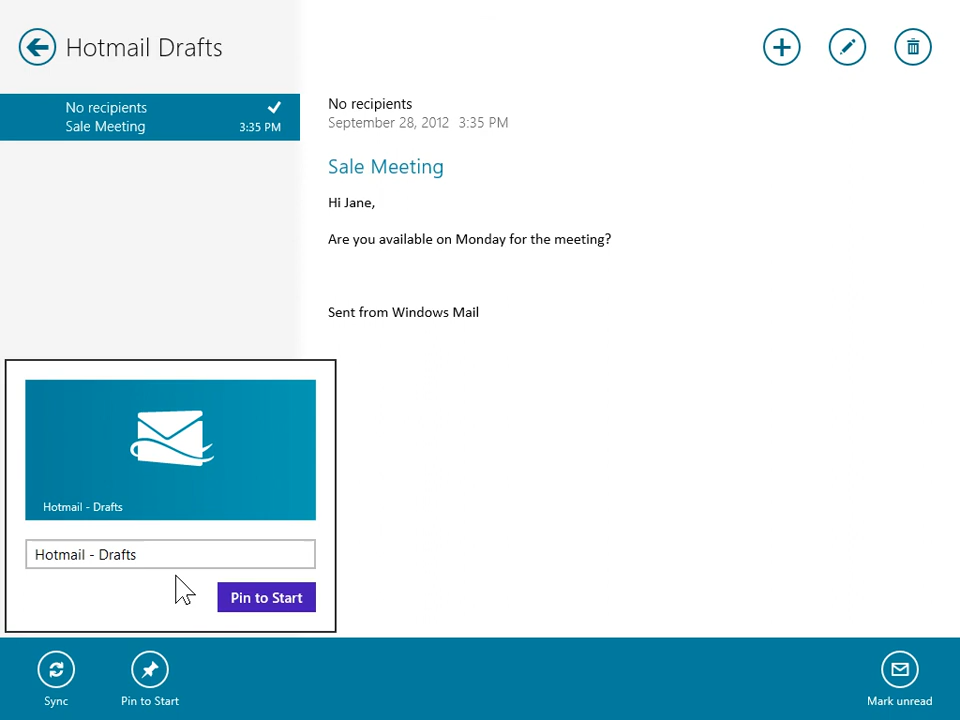 Hotmail Drafts
No recipients
Sale Meeting 3:35 PM
No recipients
September 28, 2012 3:35 PM
Sale Meeting
Hi Jane,
Are you available on Monday for the meeting?
Sent from Windows Mail
Hotmail - Drafts
Hotmail - Drafts
Pin to Start
Sync
Pin to Start
Mark unread